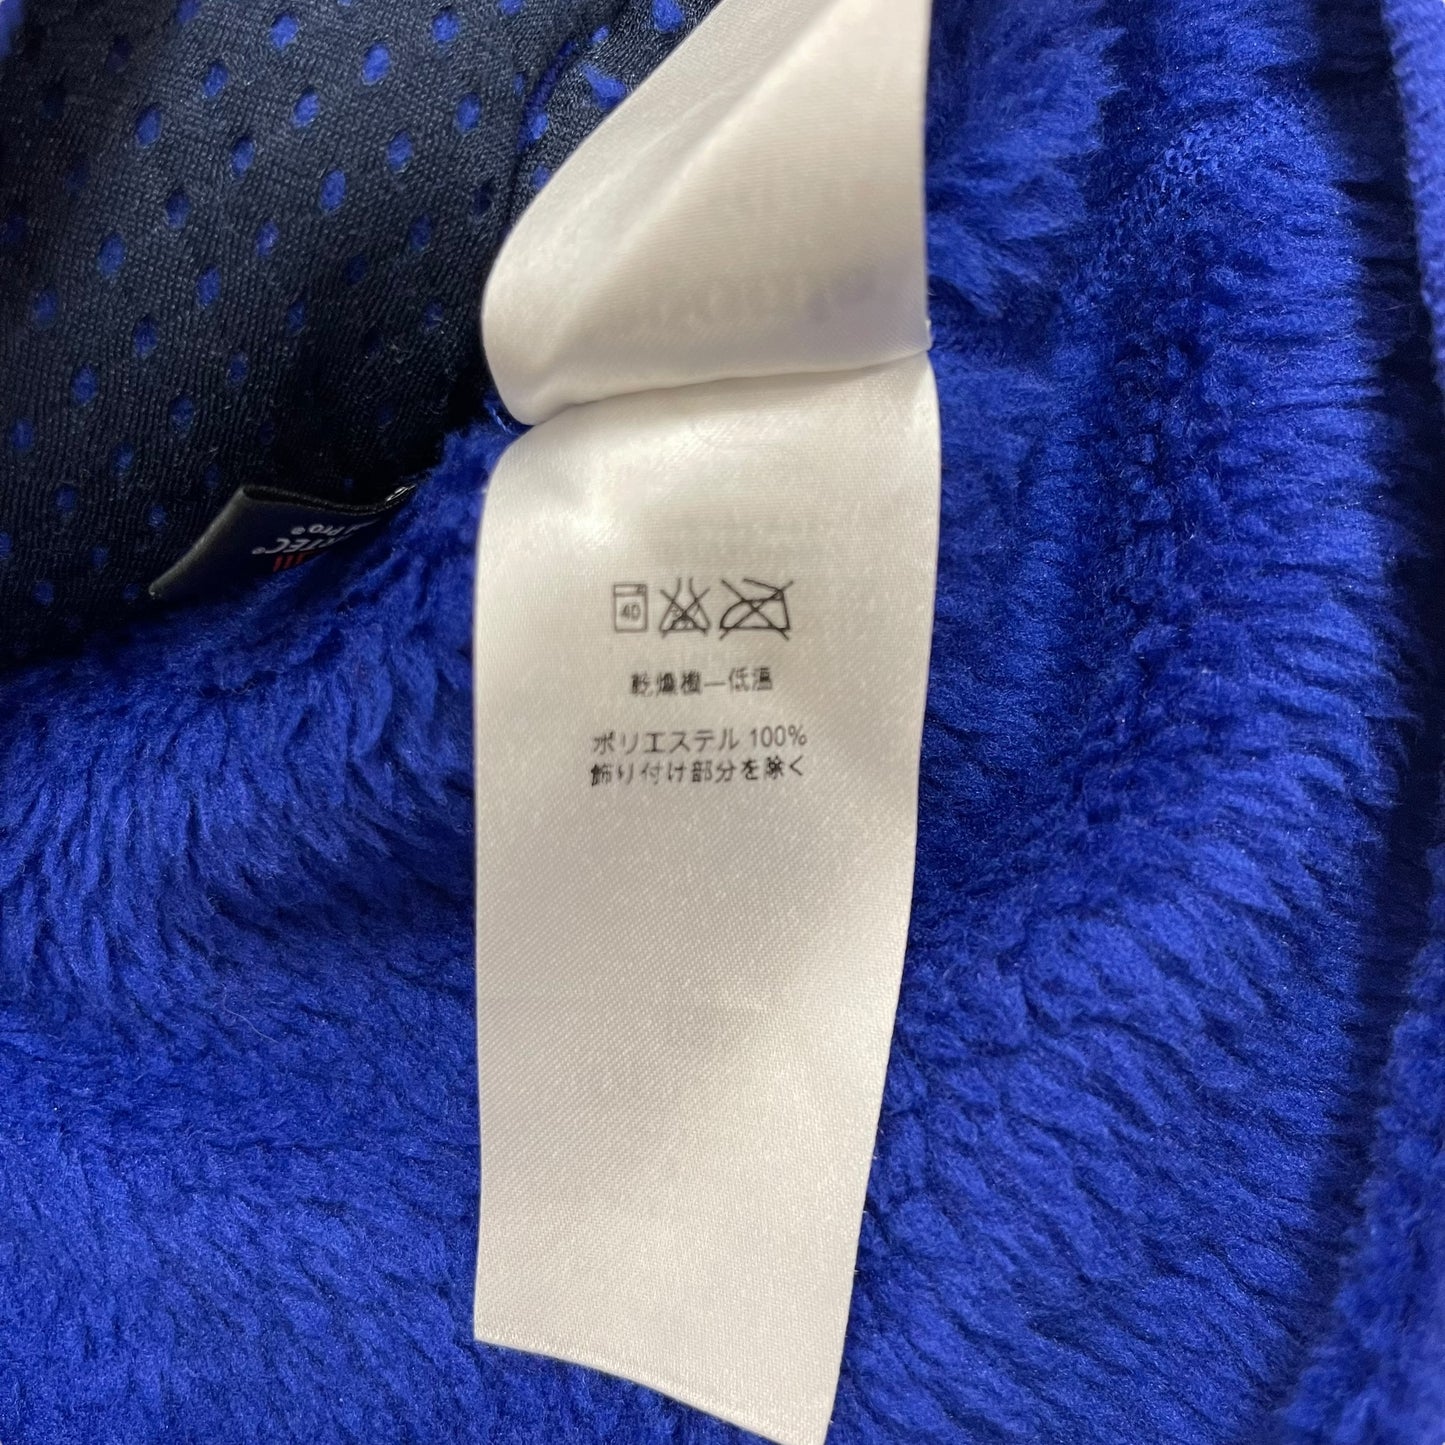 40
乾燥機—低温
ポリエステル 100%
飾り付け部分を除く